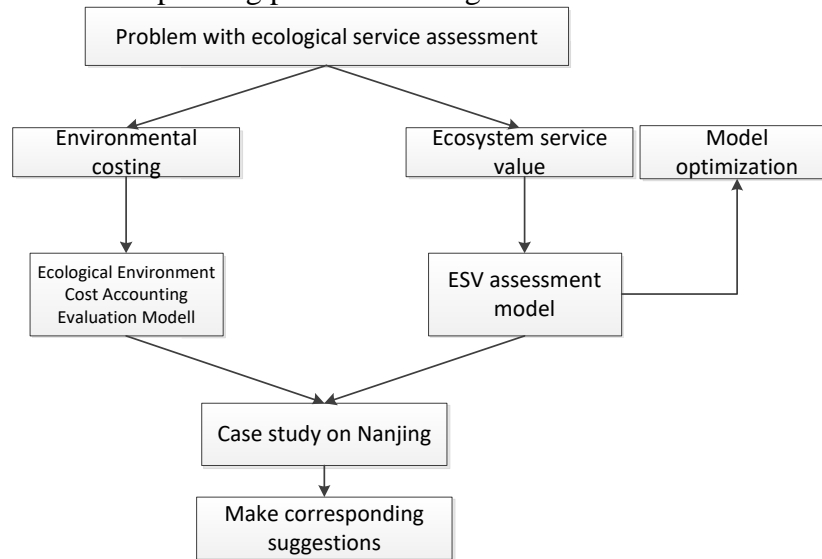 Problem with ecological service assessment
Environmental
costing
Ecosystem service
value
Model
optimization
Ecological Environment
Cost Accounting
Evaluation Modell
ESV assessment
model
Case study on Nanjing
Make corresponding
suggestions